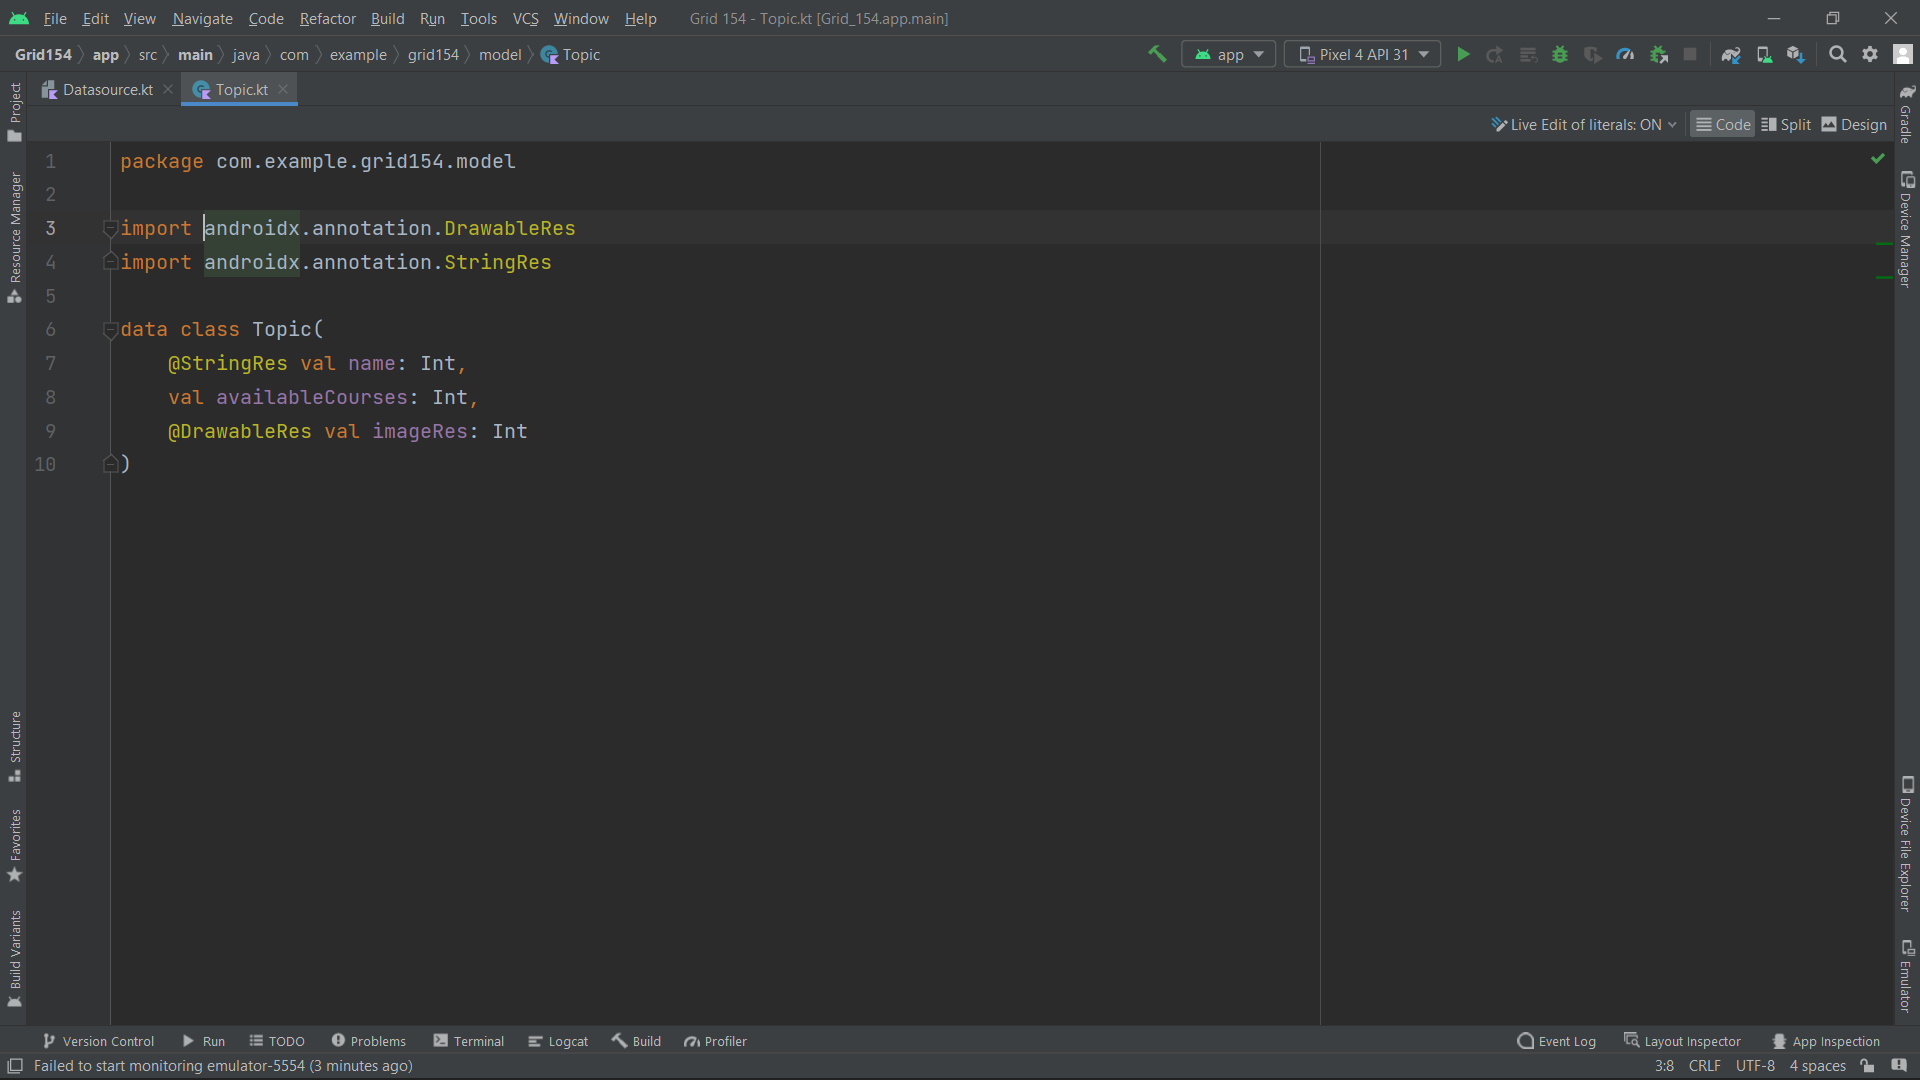 File Edit View Navigate Code Refactor Build Run Tools VCS Window Help Grid 154 - Topic.kt [Grid_154.app.main]
Grid154 app src main java com example grid154 model Topic app Pixel 4 API 31
Datasource.kt Topic.kt
Live Edit of literals: ON Code Split Design
1 package com.example.grid154.model
2
3 import androidx.annotation.DrawableRes
4 import androidx.annotation.StringRes
5
6 data class Topic(
7 @StringRes val name: Int,
8 val availableCourses: Int,
9 @DrawableRes val imageRes: Int
10 )
Project
Resource Manager
Structure
Favorites
Build Variants
Gradle
Device Manager
Device File Explorer
Emulator
Version Control Run TODO Problems Terminal Logcat Build Profiler Event Log Layout Inspector App Inspection
Failed to start monitoring emulator-5554 (3 minutes ago) 3:8 CRLF UTF-8 4 spaces